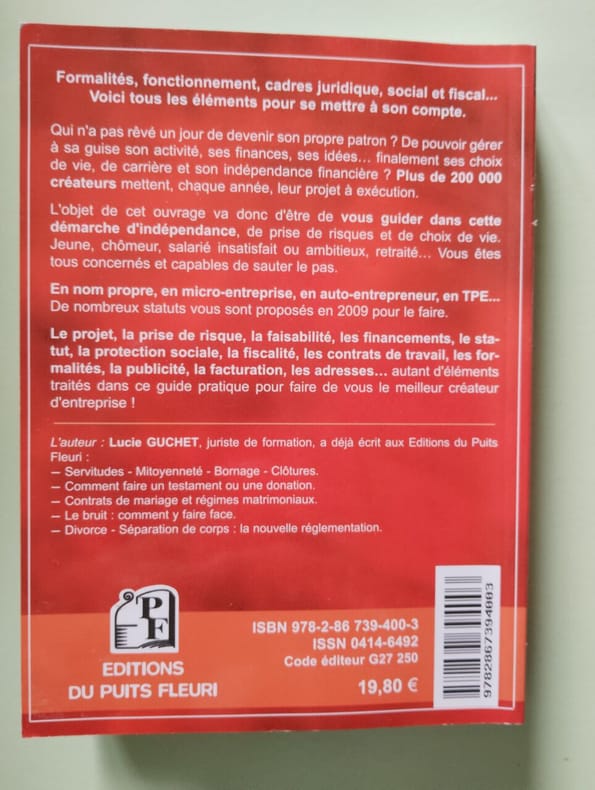 Formalités, fonctionnement, cadres juridique, social et fiscal...
Voici tous les éléments pour se mettre à son compte.
Qui n'a pas rêvé un jour de devenir son propre patron ? De pouvoir gérer
à sa guise son activité, ses finances, ses idées... finalement ses choix
de vie, de carrière et son indépendance financière ? Plus de 200 000
créateurs mettent, chaque année, leur projet à exécution.
L'objet de cet ouvrage va donc d'être de vous guider dans cette
démarche d'indépendance, de prise de risques et de choix de vie.
Jeune, chômeur, salarié insatisfait ou ambitieux, retraité... Vous êtes
tous concernés et capables de sauter le pas.
En nom propre, en micro-entreprise, en auto-entrepreneur, en TPE...
De nombreux statuts vous sont proposés en 2009 pour le faire.
Le projet, la prise de risque, la faisabilité, les financements, le sta-
tut, la protection sociale, la fiscalité, les contrats de travail, les for-
malités, la publicité, la facturation, les adresses... autant d'éléments
traités dans ce guide pratique pour faire de vous le meilleur créateur
d'entreprise !
L'auteur : Lucie GUCHET, juriste de formation, a déjà écrit aux Editions du Puits
Fleuri :
– Servitudes - Mitoyenneté - Bornage - Clôtures.
– Comment faire un testament ou une donation.
– Contrats de mariage et régimes matrimoniaux.
– Le bruit : comment y faire face.
– Divorce - Séparation de corps : la nouvelle réglementation.
PF
EDITIONS
DU PUITS FLEURI
ISBN 978-2-86 739-400-3
ISSN 0414-6492
Code éditeur G27 250
19,80 €
9782867394003